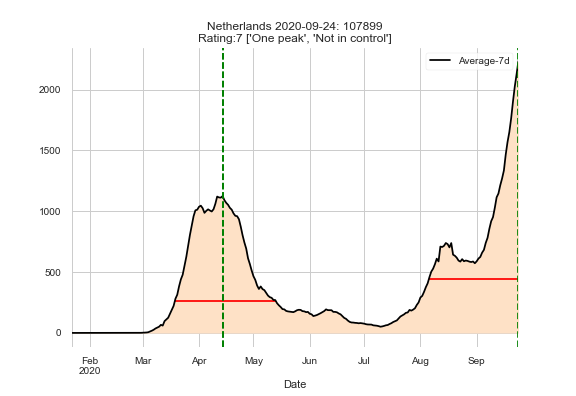 Netherlands 2020-09-24: 107899
Rating:7 ['One peak', 'Not in control']
Average-7d
2000
1500
1000
500
0
Feb Mar Apr May Jun Jul Aug Sep
2020
Date